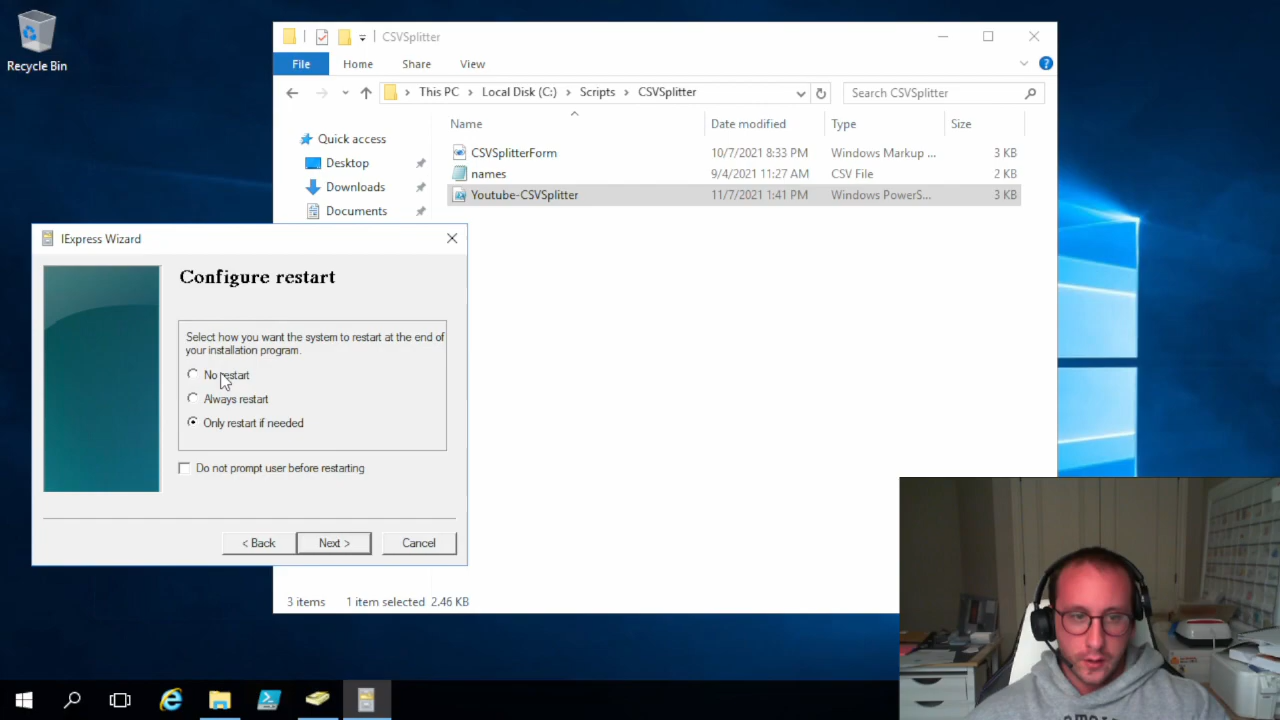 Recycle Bin
CSVSplitter
File
Home
Share
View
This PC
Local Disk (C:)
Scripts
CSVSplitter
Search CSVSplitter
Quick access
Desktop
Downloads
Documents
Name
Date modified
Type
Size
CSVSplitterForm
10/7/2021 8:33 PM
Windows Markup ...
3 KB
names
9/4/2021 11:27 AM
CSV File
2 KB
Youtube-CSVSplitter
11/7/2021 1:41 PM
Windows PowerS...
3 KB
IExpress Wizard
Configure restart
Select how you want the system to restart at the end of
your installation program.
No restart
Always restart
Only restart if needed
Do not prompt user before restarting
< Back
Next >
Cancel
3 items
1 item selected
2.46 KB